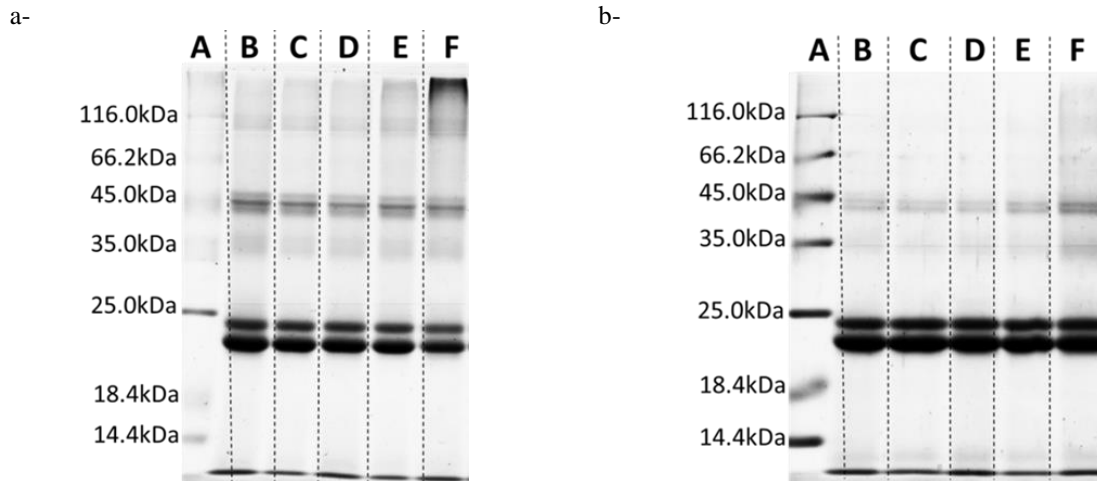 a-
A B C D E F
116.0kDa
66.2kDa
45.0kDa
35.0kDa
25.0kDa
18.4kDa
14.4kDa
b-
A B C D E F
116.0kDa
66.2kDa
45.0kDa
35.0kDa
25.0kDa
18.4kDa
14.4kDa